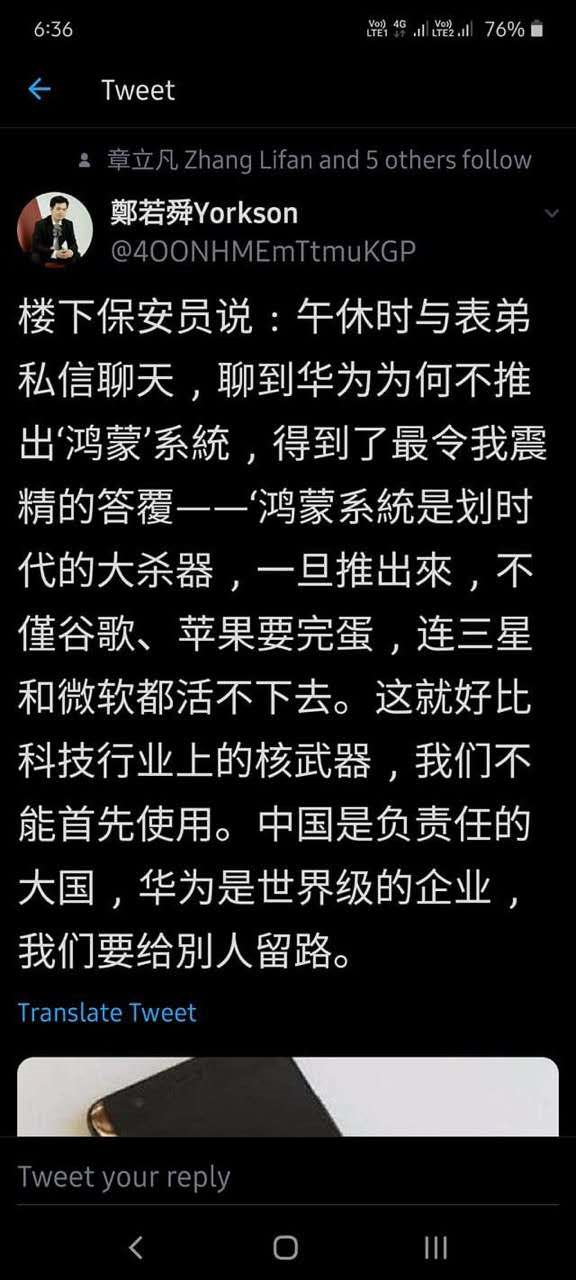 6:36
Vo)) LTE1 4G Vo)) LTE2 76%
Tweet
章立凡 Zhang Lifan and 5 others follow
鄭若舜Yorkson
@4OONHMEmTtmuKGP
楼下保安员说：午休时与表弟
私信聊天，聊到华为为何不推
出‘鸿蒙’系統，得到了最令我震
精的答覆——‘鸿蒙系統是划时
代的大杀器，一旦推出來，不
僅谷歌、苹果要完蛋，连三星
和微软都活不下去。这就好比
科技行业上的核武器，我们不
能首先使用。中国是负责任的
大国，华为是世界级的企业，
我们要给別人留路。
Translate Tweet
Tweet your reply